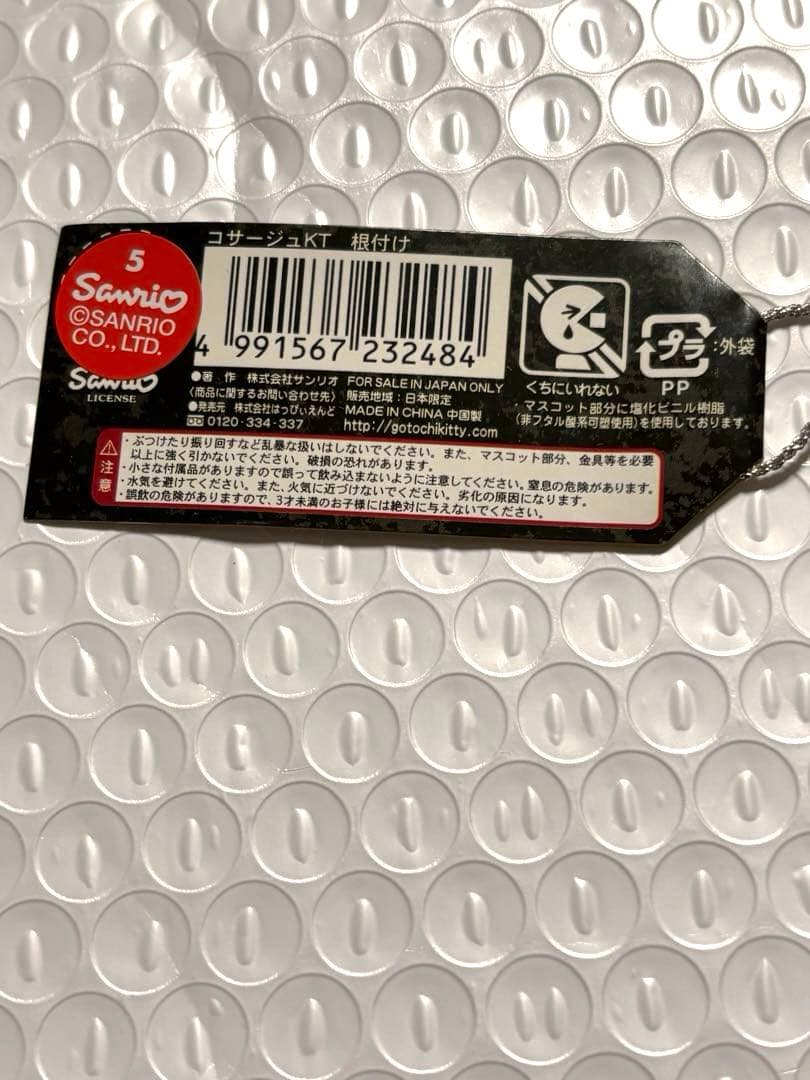 コサージュKT 根付け
5
Sanrio
©SANRIO
CO., LTD.
Sanrio
LICENSE
4 991567 232484
●著 作 株式会社サンリオ FOR SALE IN JAPAN ONLY
〈商品に関するお問い合わせ先〉 販売地域:日本限定
●発売元 株式会社はっぴぃえんど MADE IN CHINA 中国製
0120-334-337 http://gotochikitty.com
くちにいれない
プラ :外袋
PP
・マスコット部分に塩化ビニル樹脂
(非フタル酸系可塑使用)を使用しております。
注意
・ぶつけたり振り回すなど乱暴な扱いはしないでください。また、マスコット部分、金具等を必要
以上に強く引かないでください。破損の恐れがあります。
・小さな付属品がありますので誤って飲み込まないように注意してください。窒息の危険があります。
・水気を避けてください。また、火気に近づけないでください。劣化の原因になります。
・誤飲の危険がありますので、3才未満のお子様には絶対に与えないでください。